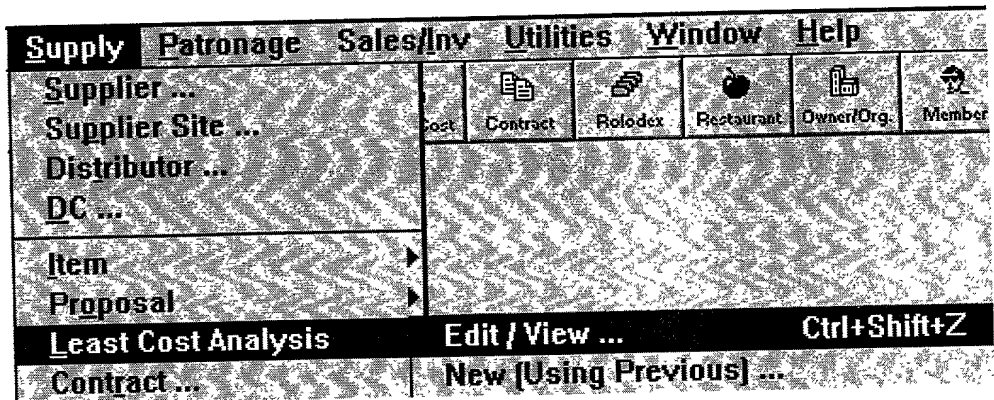 Supply Patronage Sales/Inv Utilities Window Help
Supplier ...
Cost Contract Rolodex Restaurant Owner/Org. Member
Supplier Site ...
Distributor ...
DC ...
Item
Proposal
Least Cost Analysis Edit / View ... Ctrl+Shift+Z
Contract ... New (Using Previous) ...